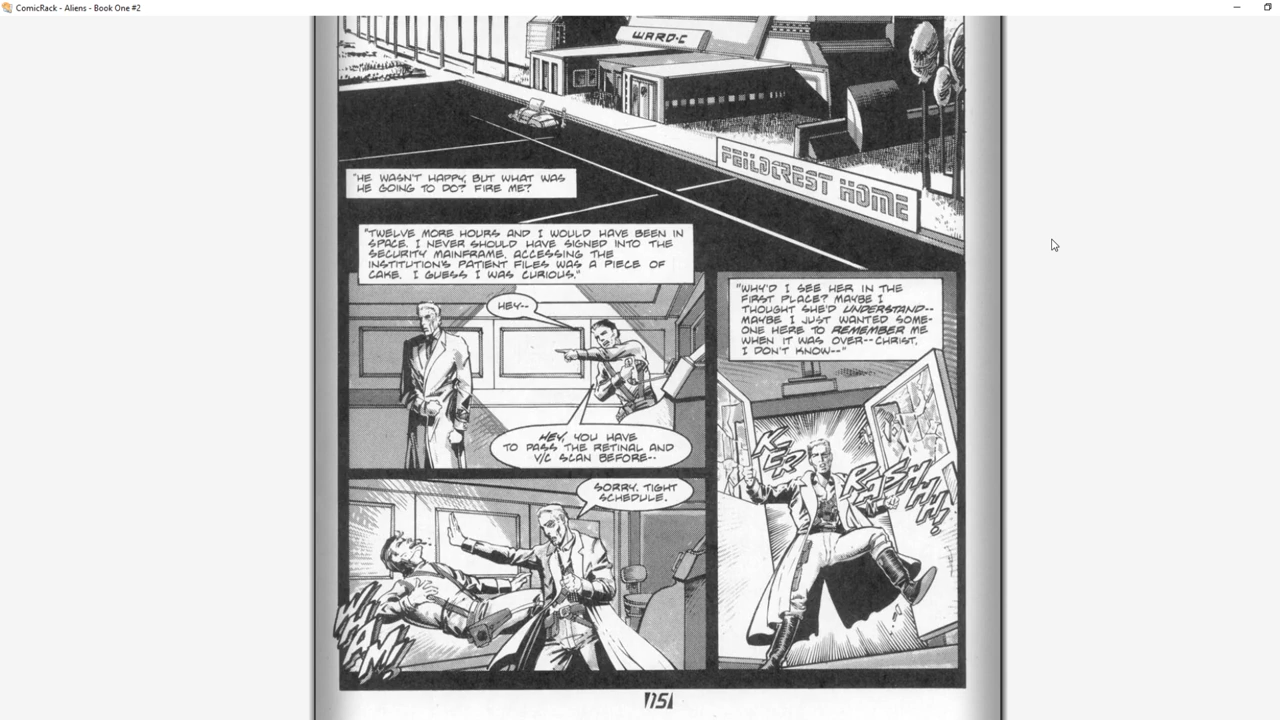 ComicRack - Aliens - Book One #2
WARD-C
FEILDCREST HOME
"HE WASN'T HAPPY, BUT WHAT WAS
HE GOING TO DO? FIRE ME?
"TWELVE MORE HOURS AND I WOULD HAVE BEEN IN
SPACE. I NEVER SHOULD HAVE SIGNED INTO THE
SECURITY MAINFRAME. ACCESSING THE
INSTITUTION'S PATIENT FILES WAS A PIECE OF
CAKE. I GUESS I WAS CURIOUS."
HEY--
HEY, YOU HAVE
TO PASS THE RETINAL AND
V/C SCAN BEFORE--
SORRY. TIGHT
SCHEDULE.
WHAM!
"WHY'D I SEE HER IN THE
FIRST PLACE? MAYBE I
THOUGHT SHE'D UNDERSTAND--
MAYBE I JUST WANTED SOME-
ONE HERE TO REMEMBER ME
WHEN IT WAS OVER--CHRIST,
I DON'T KNOW--"
K-
ER
RASHHHH!
15